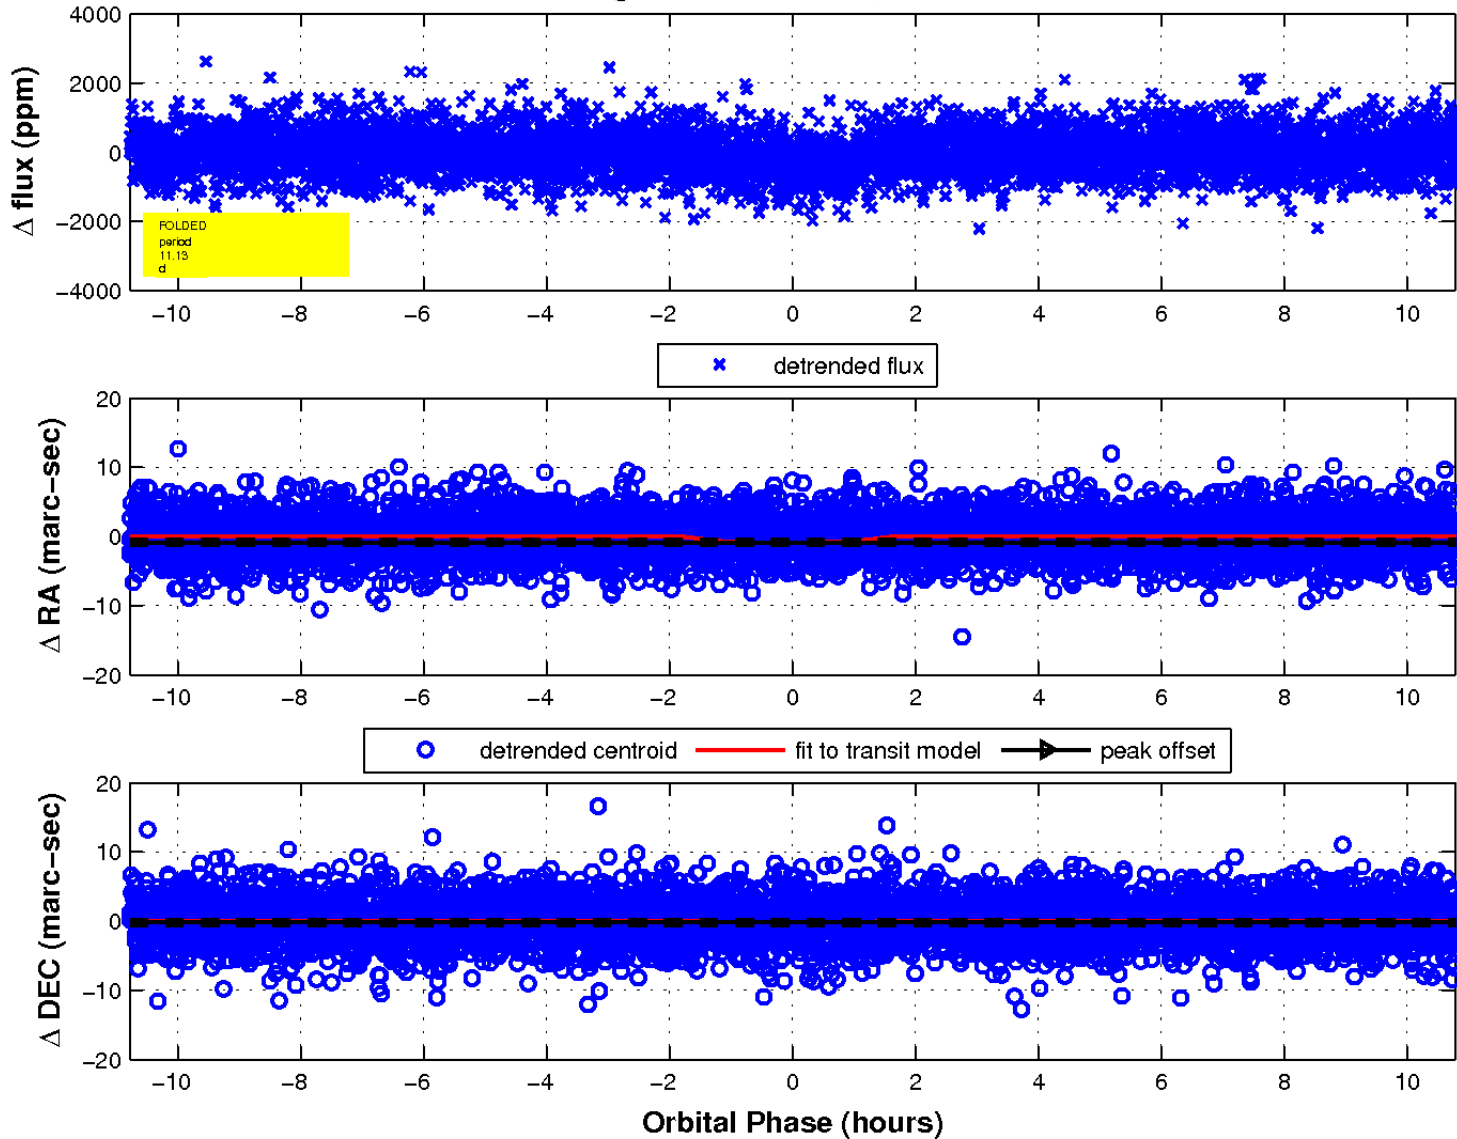 4000
2000
0
−2000
−4000
Δ flux (ppm)
FOLDED
period
11.13
d
−10 −8 −6 −4 −2 0 2 4 6 8 10
detrended flux
20
10
0
−10
−20
Δ RA (marc−sec)
−10 −8 −6 −4 −2 0 2 4 6 8 10
detrended centroid fit to transit model peak offset
20
10
0
−10
−20
Δ DEC (marc−sec)
−10 −8 −6 −4 −2 0 2 4 6 8 10
Orbital Phase (hours)